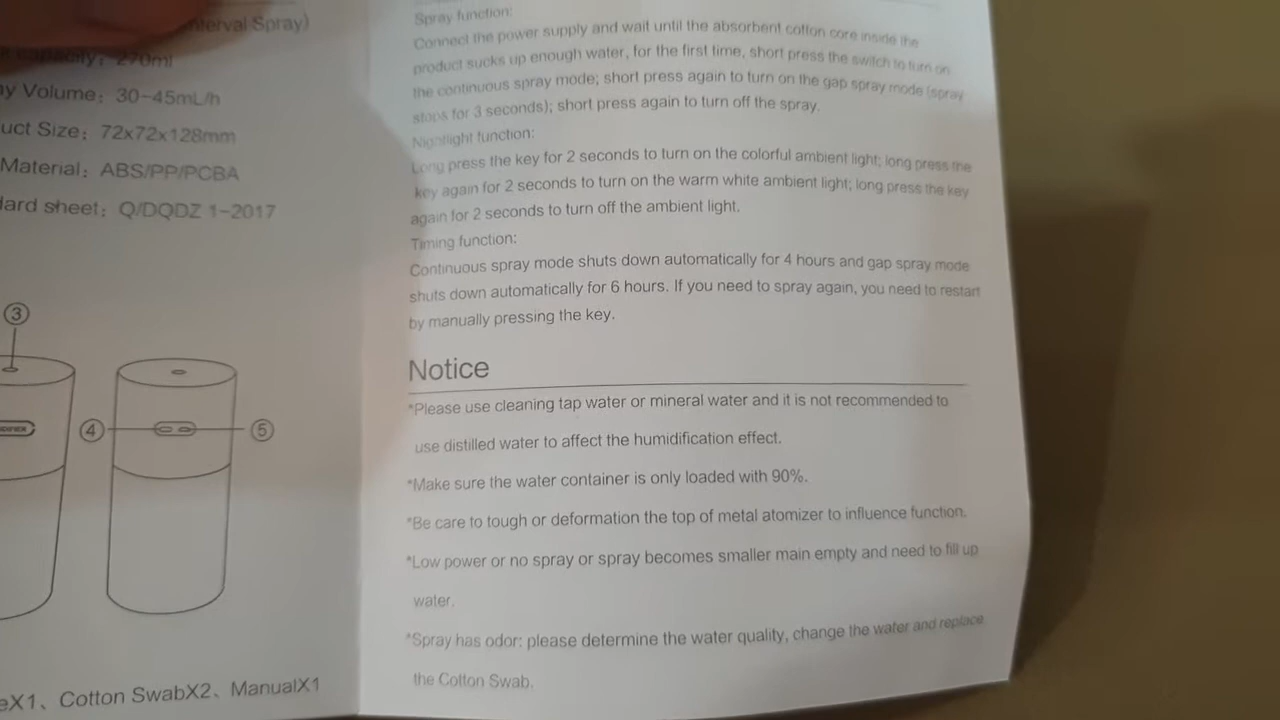 nterval Spray)
capacity：270ml
y Volume：30-45mL/h
uct Size：72x72x128mm
Material：ABS/PP/PCBA
dard sheet：Q/DQDZ 1-2017
③
④
⑤
eX1、Cotton SwabX2、ManualX1
Spray function:
Connect the power supply and wait until the absorbent cotton core inside the
product sucks up enough water, for the first time, short press the switch to turn on
the continuous spray mode; short press again to turn on the gap spray mode (spray
stops for 3 seconds); short press again to turn off the spray.
Nightlight function:
Long press the key for 2 seconds to turn on the colorful ambient light; long press the
key again for 2 seconds to turn on the warm white ambient light; long press the key
again for 2 seconds to turn off the ambient light.
Timing function:
Continuous spray mode shuts down automatically for 4 hours and gap spray mode
shuts down automatically for 6 hours. If you need to spray again, you need to restart
by manually pressing the key.
Notice
*Please use cleaning tap water or mineral water and it is not recommended to
use distilled water to affect the humidification effect.
*Make sure the water container is only loaded with 90%.
*Be care to tough or deformation the top of metal atomizer to influence function.
*Low power or no spray or spray becomes smaller main empty and need to fill up
water.
*Spray has odor: please determine the water quality, change the water and replace
the Cotton Swab.